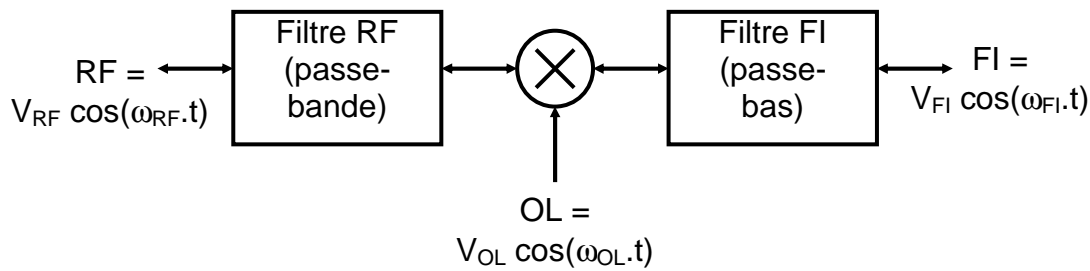 RF =
V_RF cos(ω_RF.t)
Filtre RF
(passe-
bande)
OL =
V_OL cos(ω_OL.t)
Filtre FI
(passe-
bas)
FI =
V_FI cos(ω_FI.t)